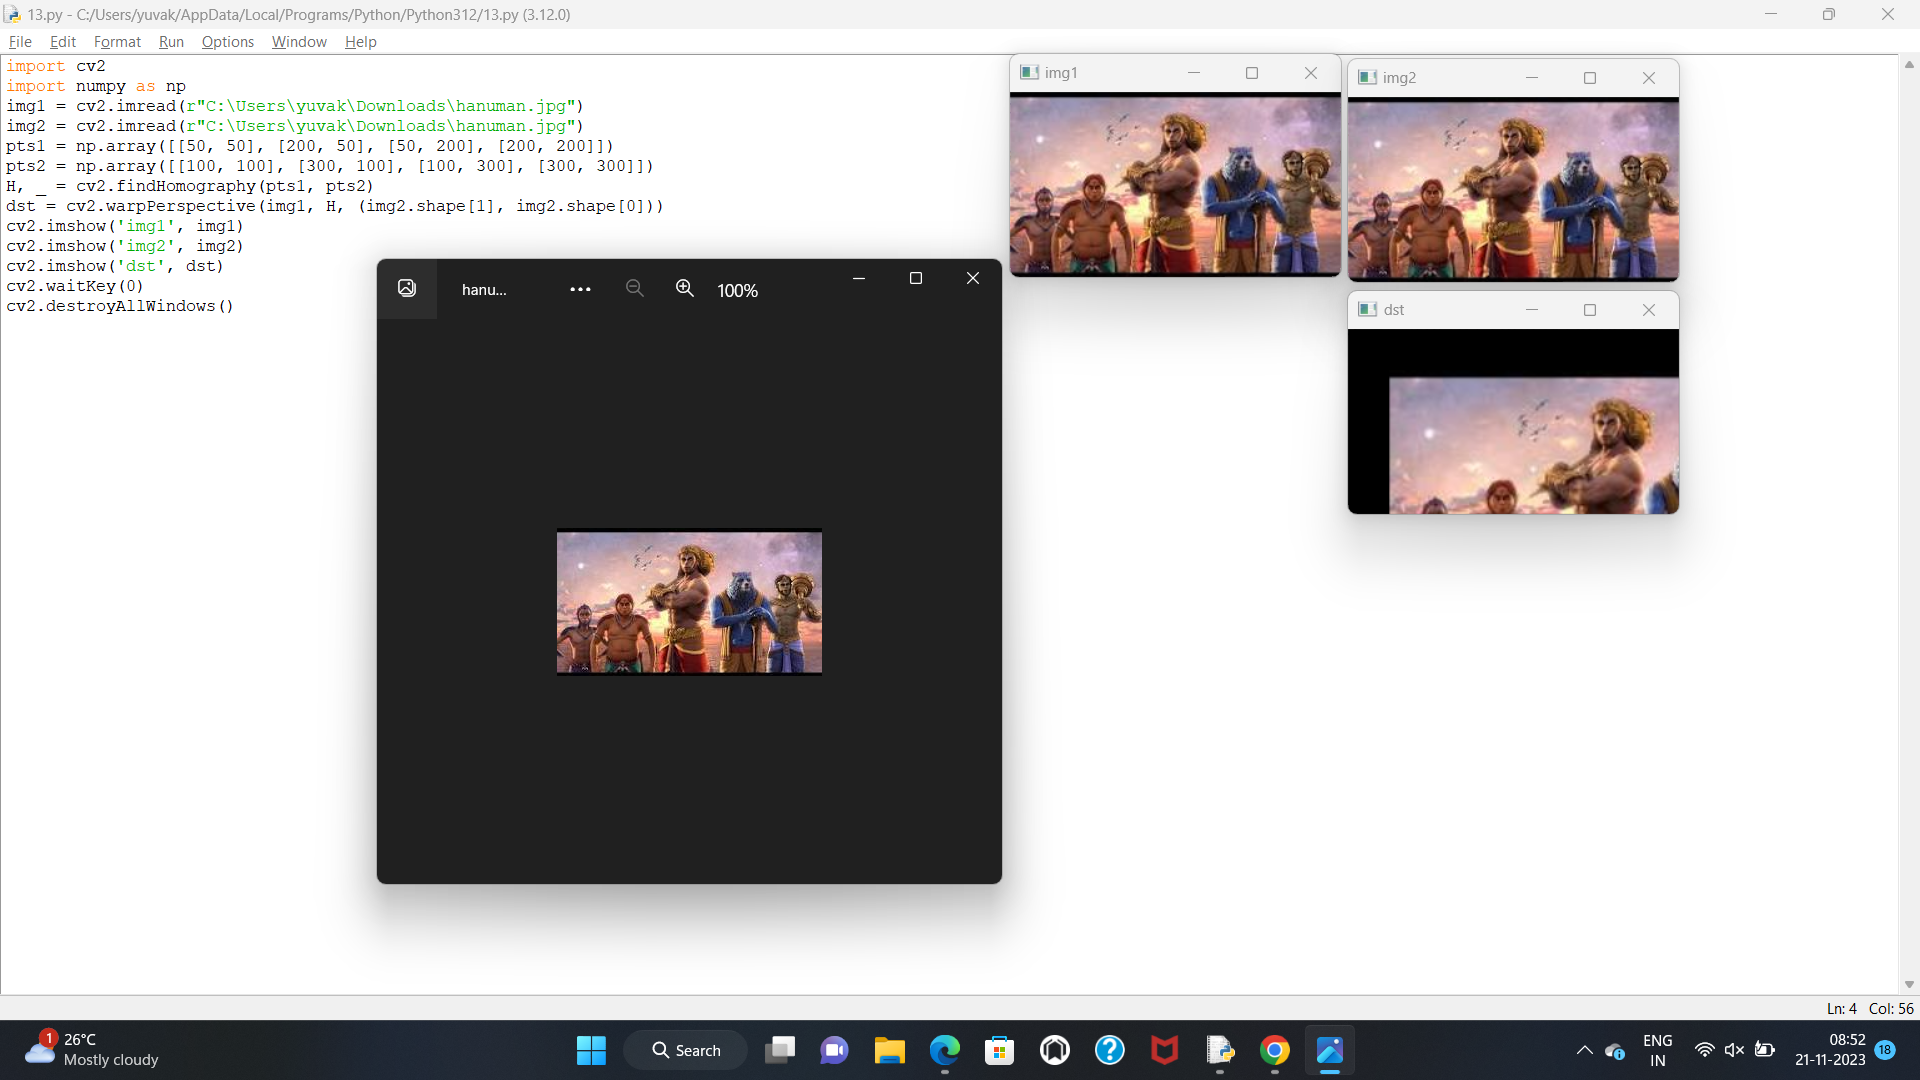 13.py - C:/Users/yuvak/AppData/Local/Programs/Python/Python312/13.py (3.12.0)
File Edit Format Run Options Window Help
import cv2
import numpy as np
img1 = cv2.imread(r"C:\Users\yuvak\Downloads\hanuman.jpg")
img2 = cv2.imread(r"C:\Users\yuvak\Downloads\hanuman.jpg")
pts1 = np.array([[50, 50], [200, 50], [50, 200], [200, 200]])
pts2 = np.array([[100, 100], [300, 100], [100, 300], [300, 300]])
H, _ = cv2.findHomography(pts1, pts2)
dst = cv2.warpPerspective(img1, H, (img2.shape[1], img2.shape[0]))
cv2.imshow('img1', img1)
cv2.imshow('img2', img2)
cv2.imshow('dst', dst)
cv2.waitKey(0)
cv2.destroyAllWindows()
img1
img2
dst
hanu...
100%
Ln: 4 Col: 56
1
26°C
Mostly cloudy
Search
ENG
IN
08:52
21-11-2023
18